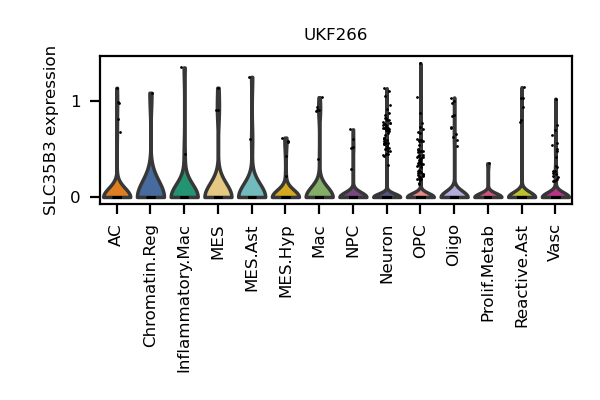 UKF266
SLC35B3 expression
1
0
AC
Chromatin.Reg
Inflammatory.Mac
MES
MES.Ast
MES.Hyp
Mac
NPC
Neuron
OPC
Oligo
Prolif.Metab
Reactive.Ast
Vasc